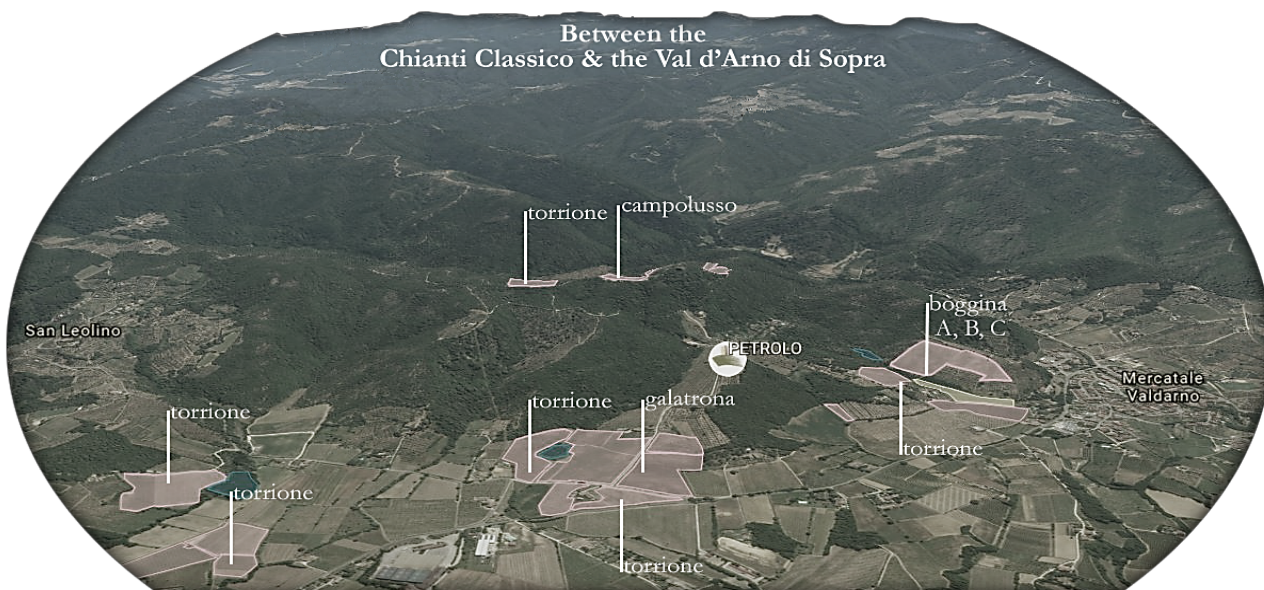 Between the
Chianti Classico & the Val d'Arno di Sopra
torrione
campolusso
San Leolino
bòggina
A, B, C
PETROLO
Mercatale
Valdarno
torrione
torrione
galatrona
torrione
torrione
torrione